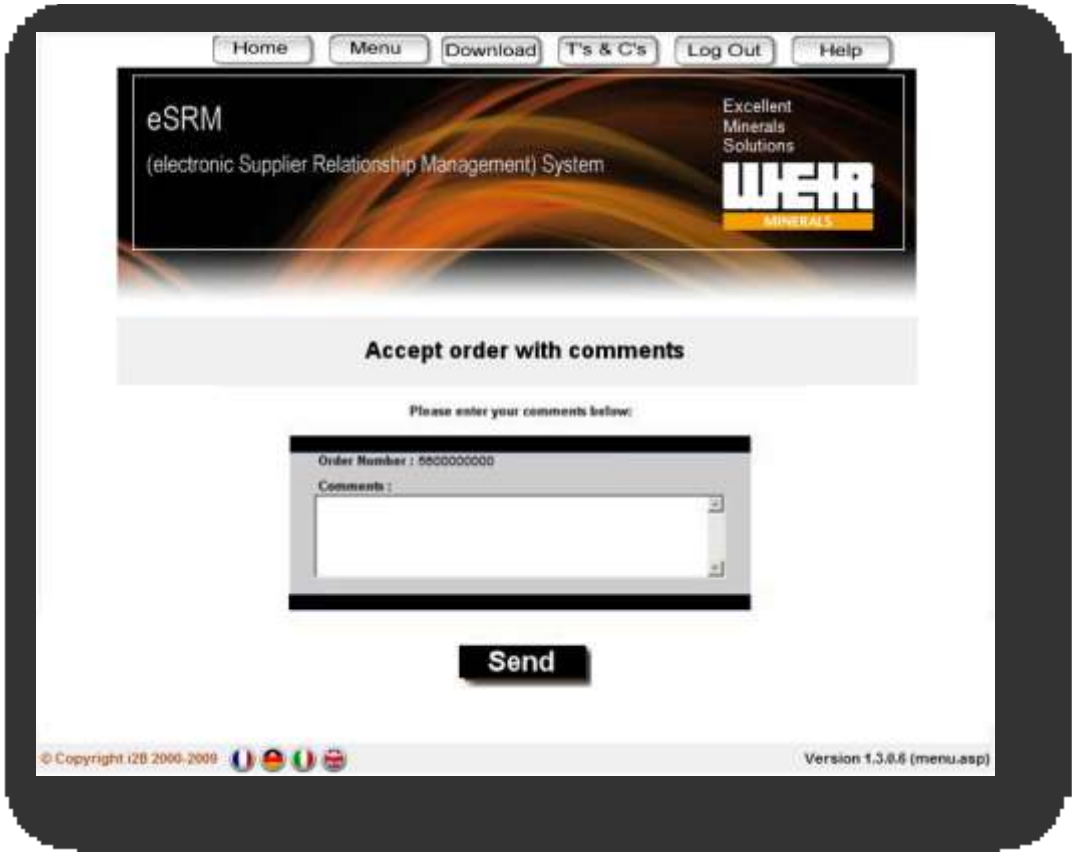 Home Menu Download T's & C's Log Out Help
eSRM
(electronic Supplier Relationship Management) System
Excellent
Minerals
Solutions
WEIR
MINERALS
Accept order with comments
Please enter your comments below:
Order Number : 5500000000
Comments :
Send
© Copyright i2B 2000-2009
Version 1.3.0.6 (menu.asp)